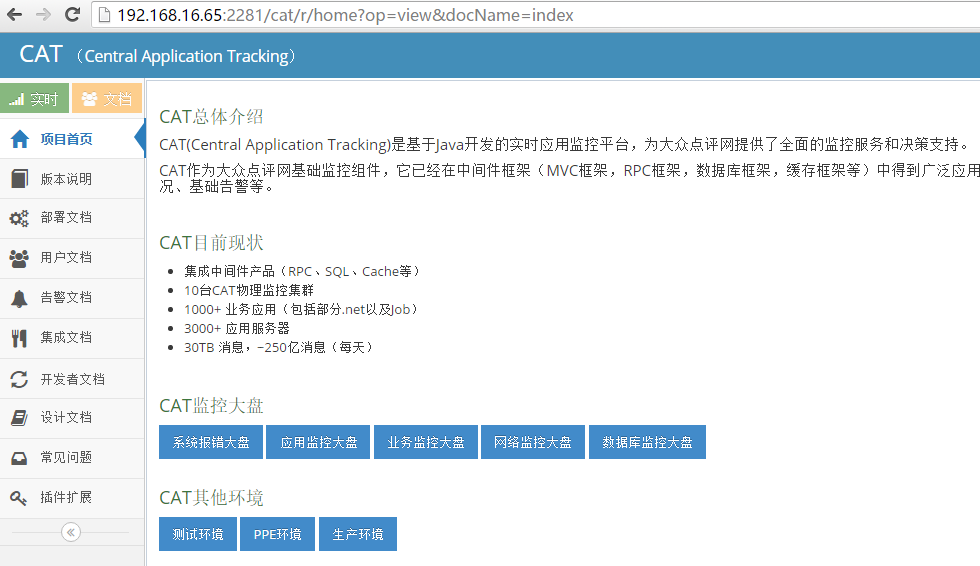 192.168.16.65:2281/cat/r/home?op=view&docName=index
CAT（Central Application Tracking）
实时 文档
项目首页
版本说明
部署文档
用户文档
告警文档
集成文档
开发者文档
设计文档
常见问题
插件扩展
CAT总体介绍
CAT(Central Application Tracking)是基于Java开发的实时应用监控平台，为大众点评网提供了全面的监控服务和决策支持。
CAT作为大众点评网基础监控组件，它已经在中间件框架（MVC框架，RPC框架，数据库框架，缓存框架等）中得到广泛应用
况、基础告警等。
CAT目前现状
集成中间件产品（RPC、SQL、Cache等）
10台CAT物理监控集群
1000+ 业务应用（包括部分.net以及Job）
3000+ 应用服务器
30TB 消息，~250亿消息（每天）
CAT监控大盘
系统报错大盘 应用监控大盘 业务监控大盘 网络监控大盘 数据库监控大盘
CAT其他环境
测试环境 PPE环境 生产环境